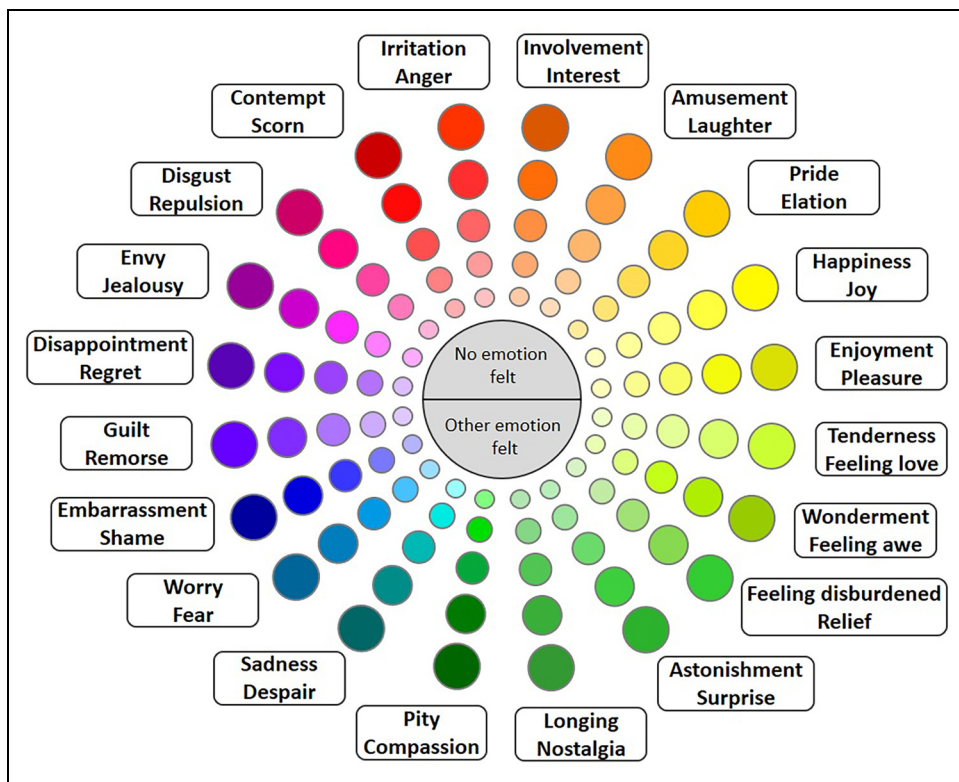 Irritation
Anger
Involvement
Interest
Contempt
Scorn
Amusement
Laughter
Disgust
Repulsion
Pride
Elation
Envy
Jealousy
Happiness
Joy
Disappointment
Regret
No emotion
felt
Enjoyment
Pleasure
Guilt
Remorse
Other emotion
felt
Tenderness
Feeling love
Embarrassment
Shame
Wonderment
Feeling awe
Worry
Fear
Feeling disburdened
Relief
Sadness
Despair
Astonishment
Surprise
Pity
Compassion
Longing
Nostalgia